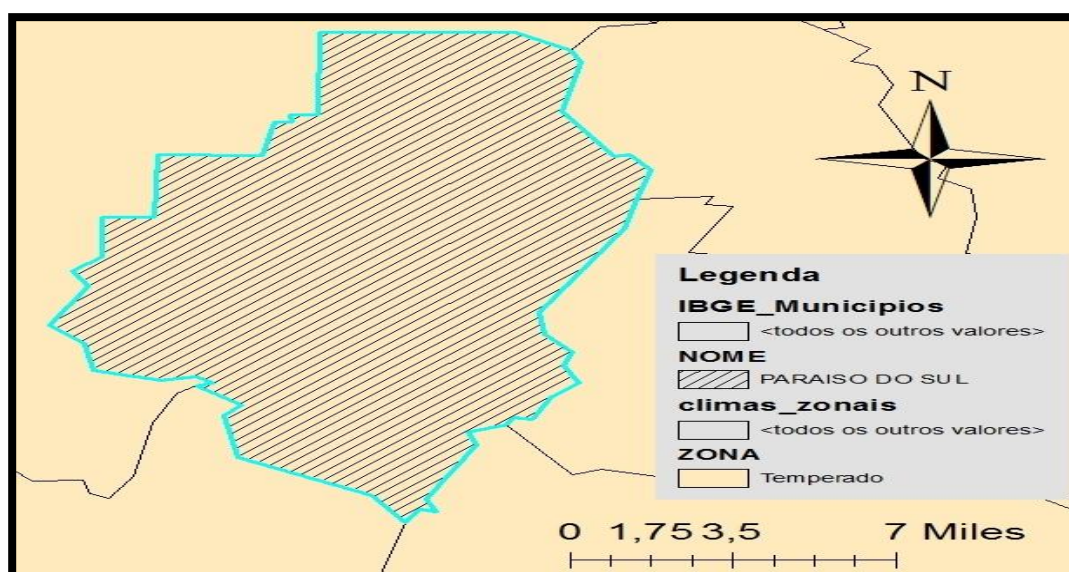 N
Legenda
IBGE_Municipios
<todos os outros valores>
NOME
PARAISO DO SUL
climas_zonais
<todos os outros valores>
ZONA
Temperado
0 1,75 3,5 7 Miles